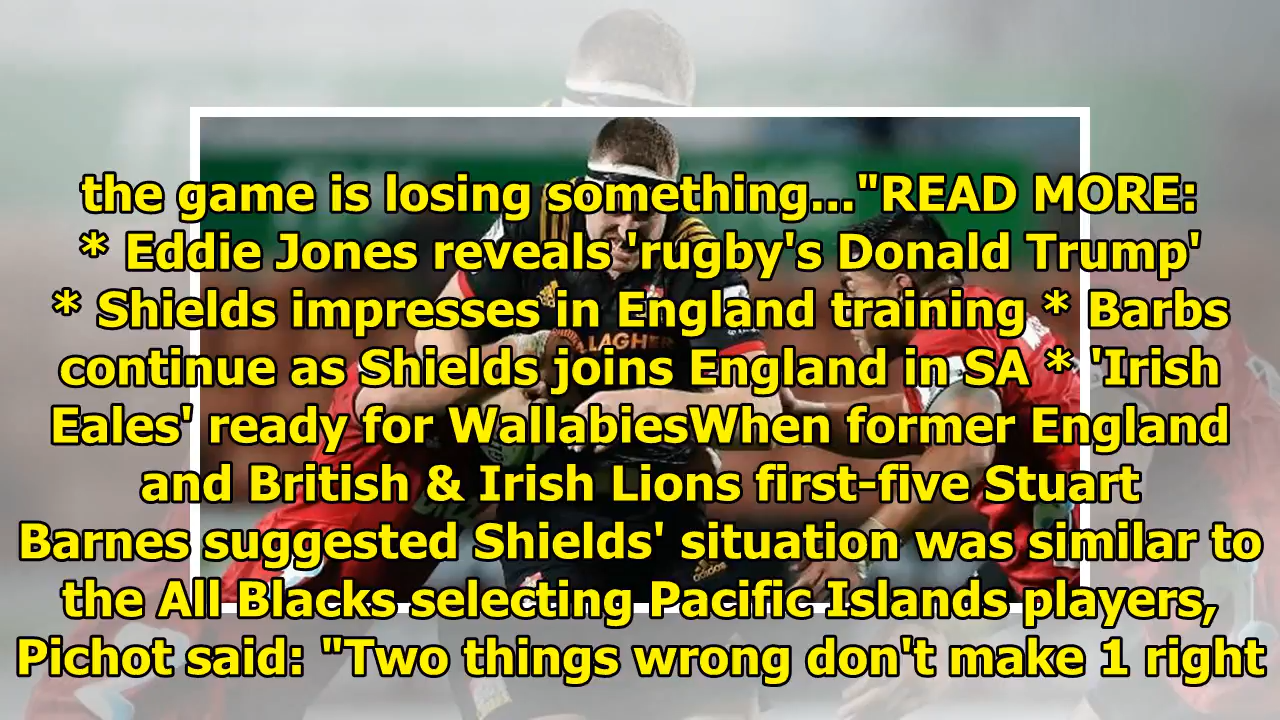 the game is losing something..."READ MORE:
* Eddie Jones reveals 'rugby's Donald Trump'
* Shields impresses in England training * Barbs
continue as Shields joins England in SA * 'Irish
Eales' ready for WallabiesWhen former England
and British & Irish Lions first-five Stuart
Barnes suggested Shields' situation was similar to
the All Blacks selecting Pacific Islands players,
Pichot said: "Two things wrong don't make 1 right
adidas